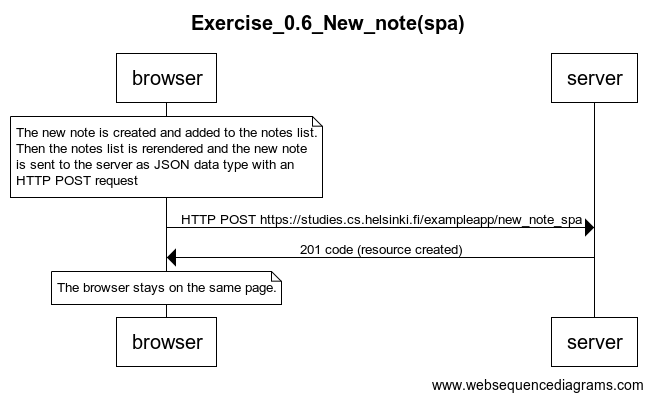 Exercise_0.6_New_note(spa)
browser
server
The new note is created and added to the notes list.
Then the notes list is rerendered and the new note
is sent to the server as JSON data type with an
HTTP POST request
HTTP POST https://studies.cs.helsinki.fi/exampleapp/new_note_spa
201 code (resource created)
The browser stays on the same page.
browser
server
www.websequencediagrams.com